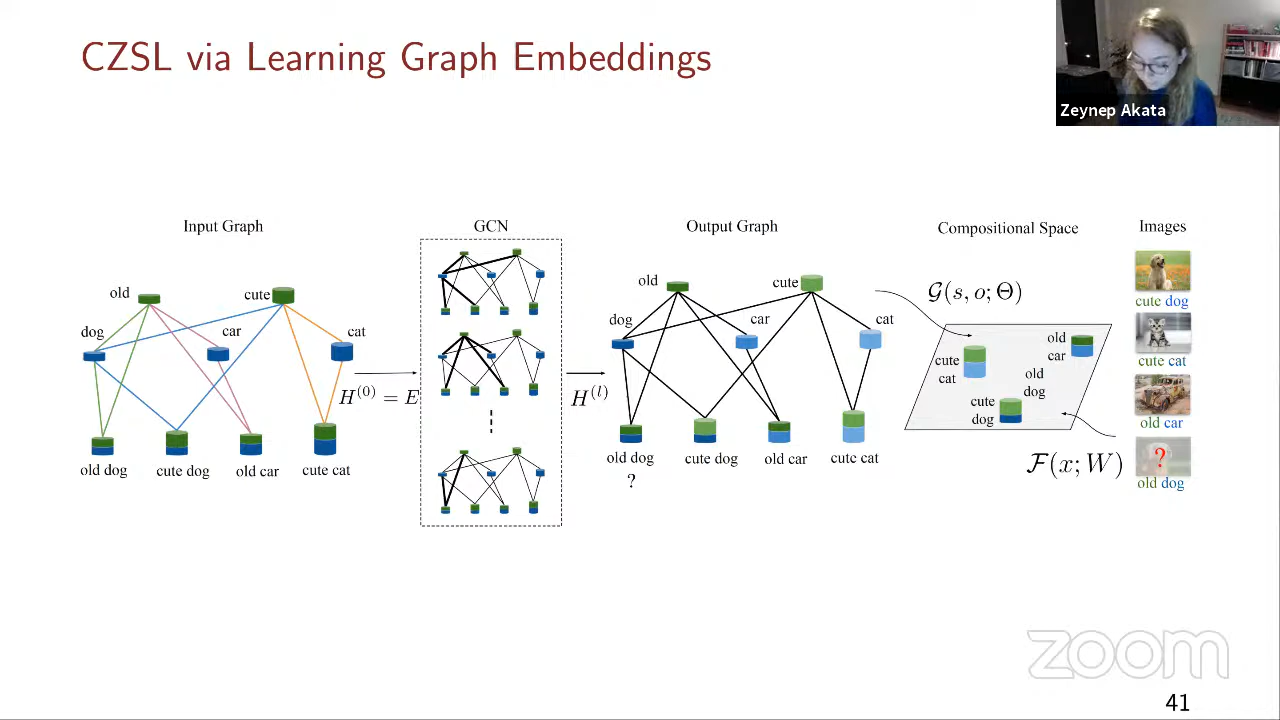 CZSL via Learning Graph Embeddings
Zeynep Akata
Input Graph
GCN
Output Graph
Compositional Space
Images
old
cute
dog
car
cat
old dog
cute dog
old car
cute cat
H^(0) = E
H^(l)
old
cute
dog
car
cat
old dog
?
cute dog
old car
cute cat
𝒢(s, o; Θ)
cute
cat
old
car
old
dog
cute
dog
ℱ(x; W)
cute dog
cute cat
old car
?
old dog
zoom
41